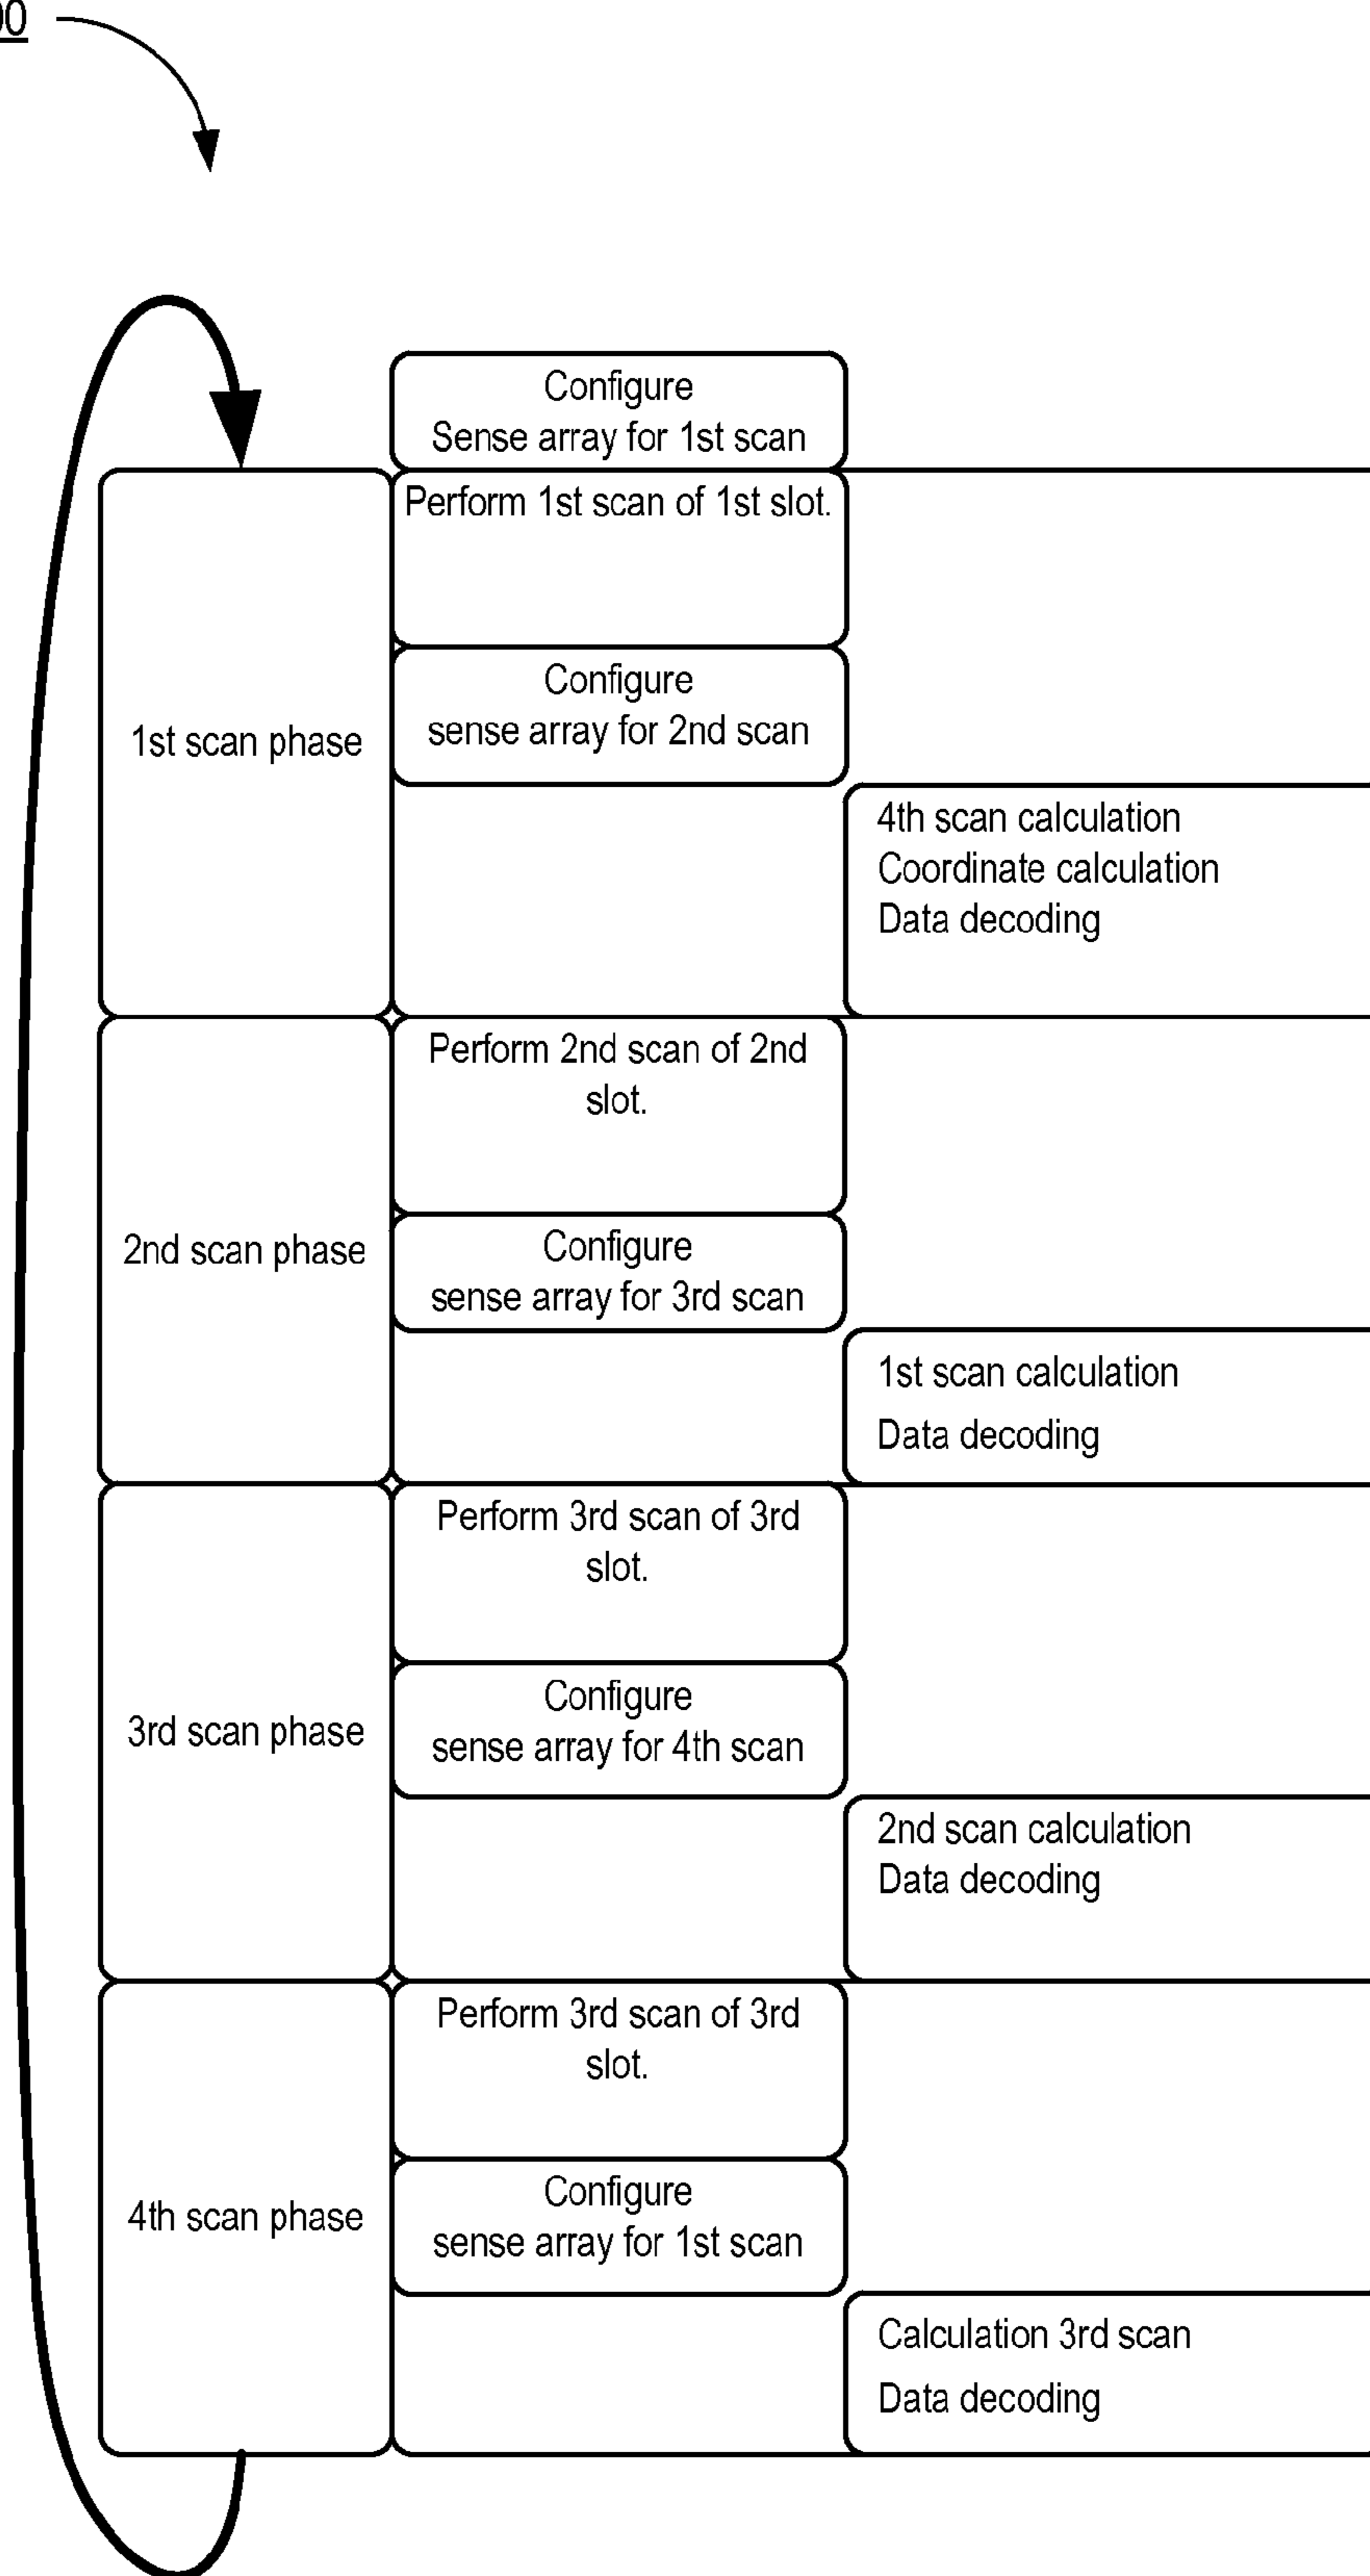 Configure
Sense array for 1st scan
Perform 1st scan of 1st slot.
Configure
sense array for 2nd scan
1st scan phase
4th scan calculation
Coordinate calculation
Data decoding
Perform 2nd scan of 2nd
slot.
2nd scan phase
Configure
sense array for 3rd scan
1st scan calculation
Data decoding
Perform 3rd scan of 3rd
slot.
3rd scan phase
Configure
sense array for 4th scan
2nd scan calculation
Data decoding
Perform 3rd scan of 3rd
slot.
4th scan phase
Configure
sense array for 1st scan
Calculation 3rd scan
Data decoding